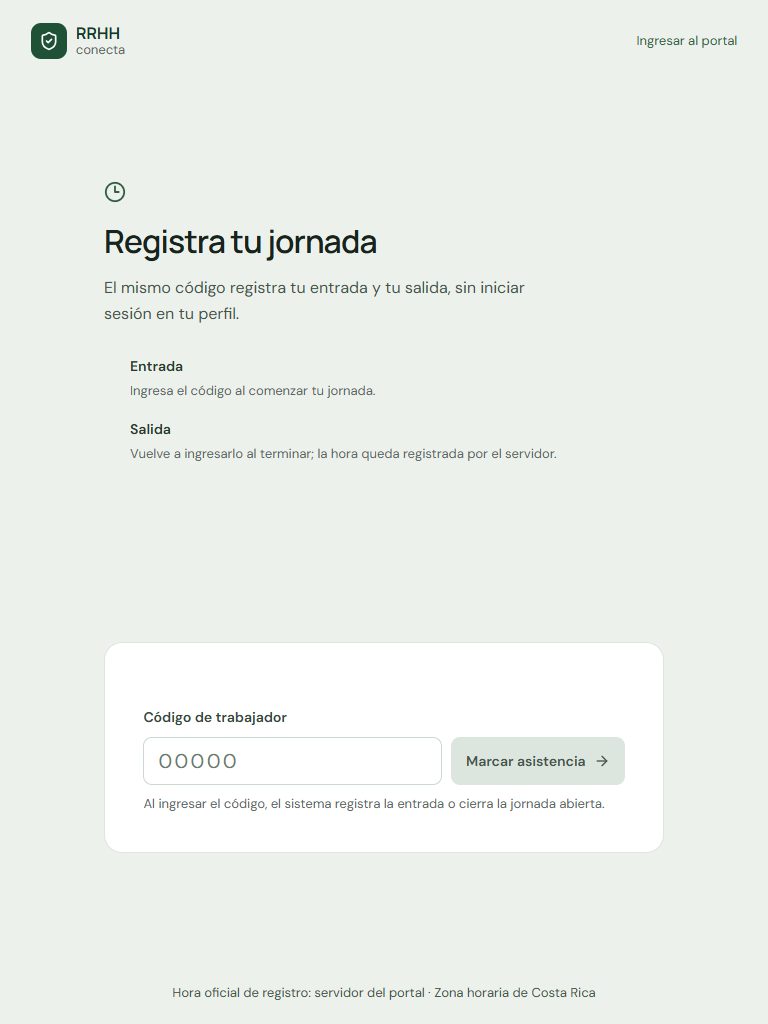 RRHH
conecta
Ingresar al portal
Registra tu jornada
El mismo código registra tu entrada y tu salida, sin iniciar
sesión en tu perfil.
Entrada
Ingresa el código al comenzar tu jornada.
Salida
Vuelve a ingresarlo al terminar; la hora queda registrada por el servidor.
Código de trabajador
00000
Marcar asistencia →
Al ingresar el código, el sistema registra la entrada o cierra la jornada abierta.
Hora oficial de registro: servidor del portal · Zona horaria de Costa Rica